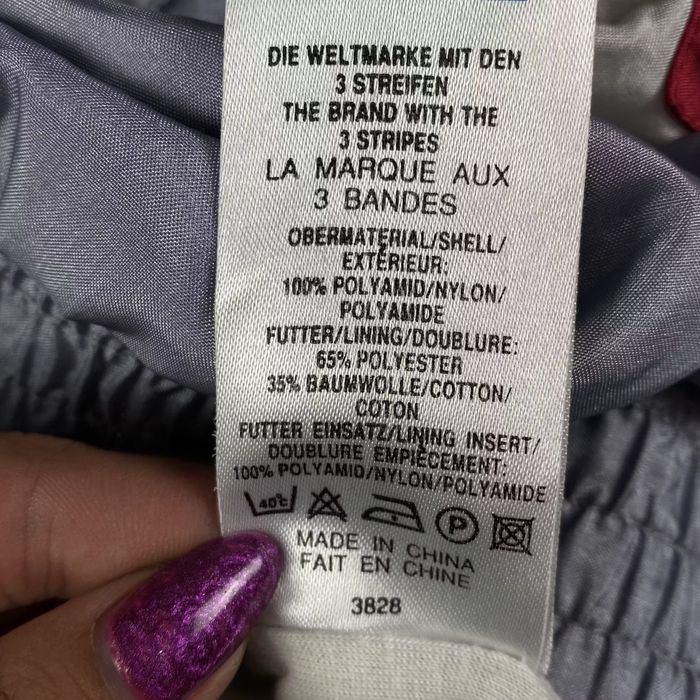 DIE WELTMARKE MIT DEN
3 STREIFEN
THE BRAND WITH THE
3 STRIPES
LA MARQUE AUX
3 BANDES
OBERMATERIAL/SHELL/
EXTÉRIEUR:
100% POLYAMID/NYLON/
POLYAMIDE
FUTTER/LINING/DOUBLURE:
65% POLYESTER
35% BAUMWOLLE/COTTON/
COTON
FUTTER EINSATZ/LINING INSERT/
DOUBLURE EMPIÈCEMENT:
100% POLYAMID/NYLON/POLYAMIDE
40°C P
MADE IN CHINA
FAIT EN CHINE
3828